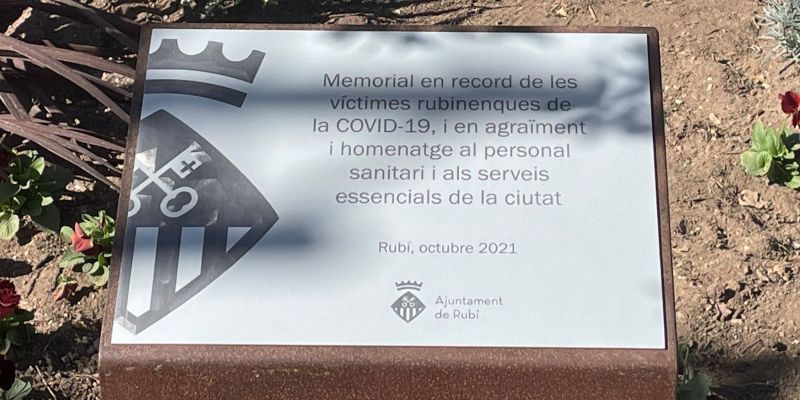 Memorial en record de les
víctimes rubinenques de
la COVID-19, i en agraïment
i homenatge al personal
sanitari i als serveis
essencials de la ciutat
Rubí, octubre 2021
Ajuntament
de Rubí